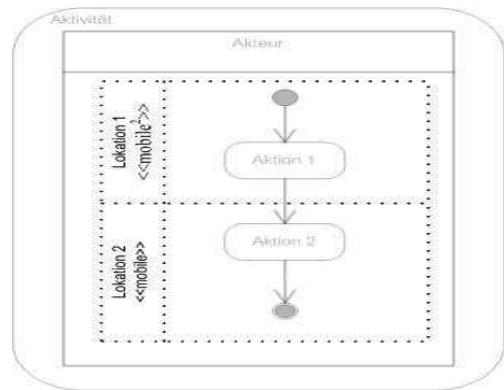 Aktivität
Akteur
Lokation 1
<<mobile²>>
Aktion 1
Lokation 2
<<mobile>>
Aktion 2